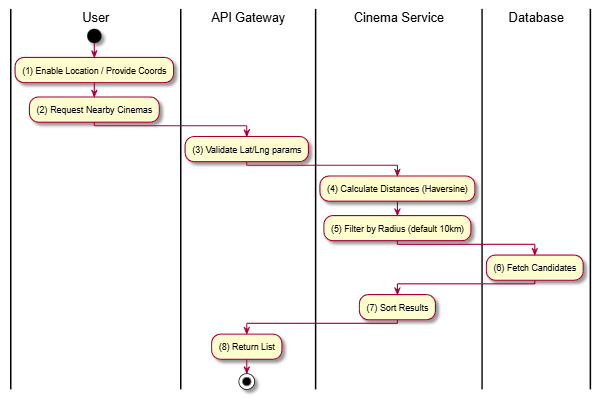 User
API Gateway
Cinema Service
Database
(1) Enable Location / Provide Coords
(2) Request Nearby Cinemas
(3) Validate Lat/Lng params
(4) Calculate Distances (Haversine)
(5) Filter by Radius (default 10km)
(6) Fetch Candidates
(7) Sort Results
(8) Return List